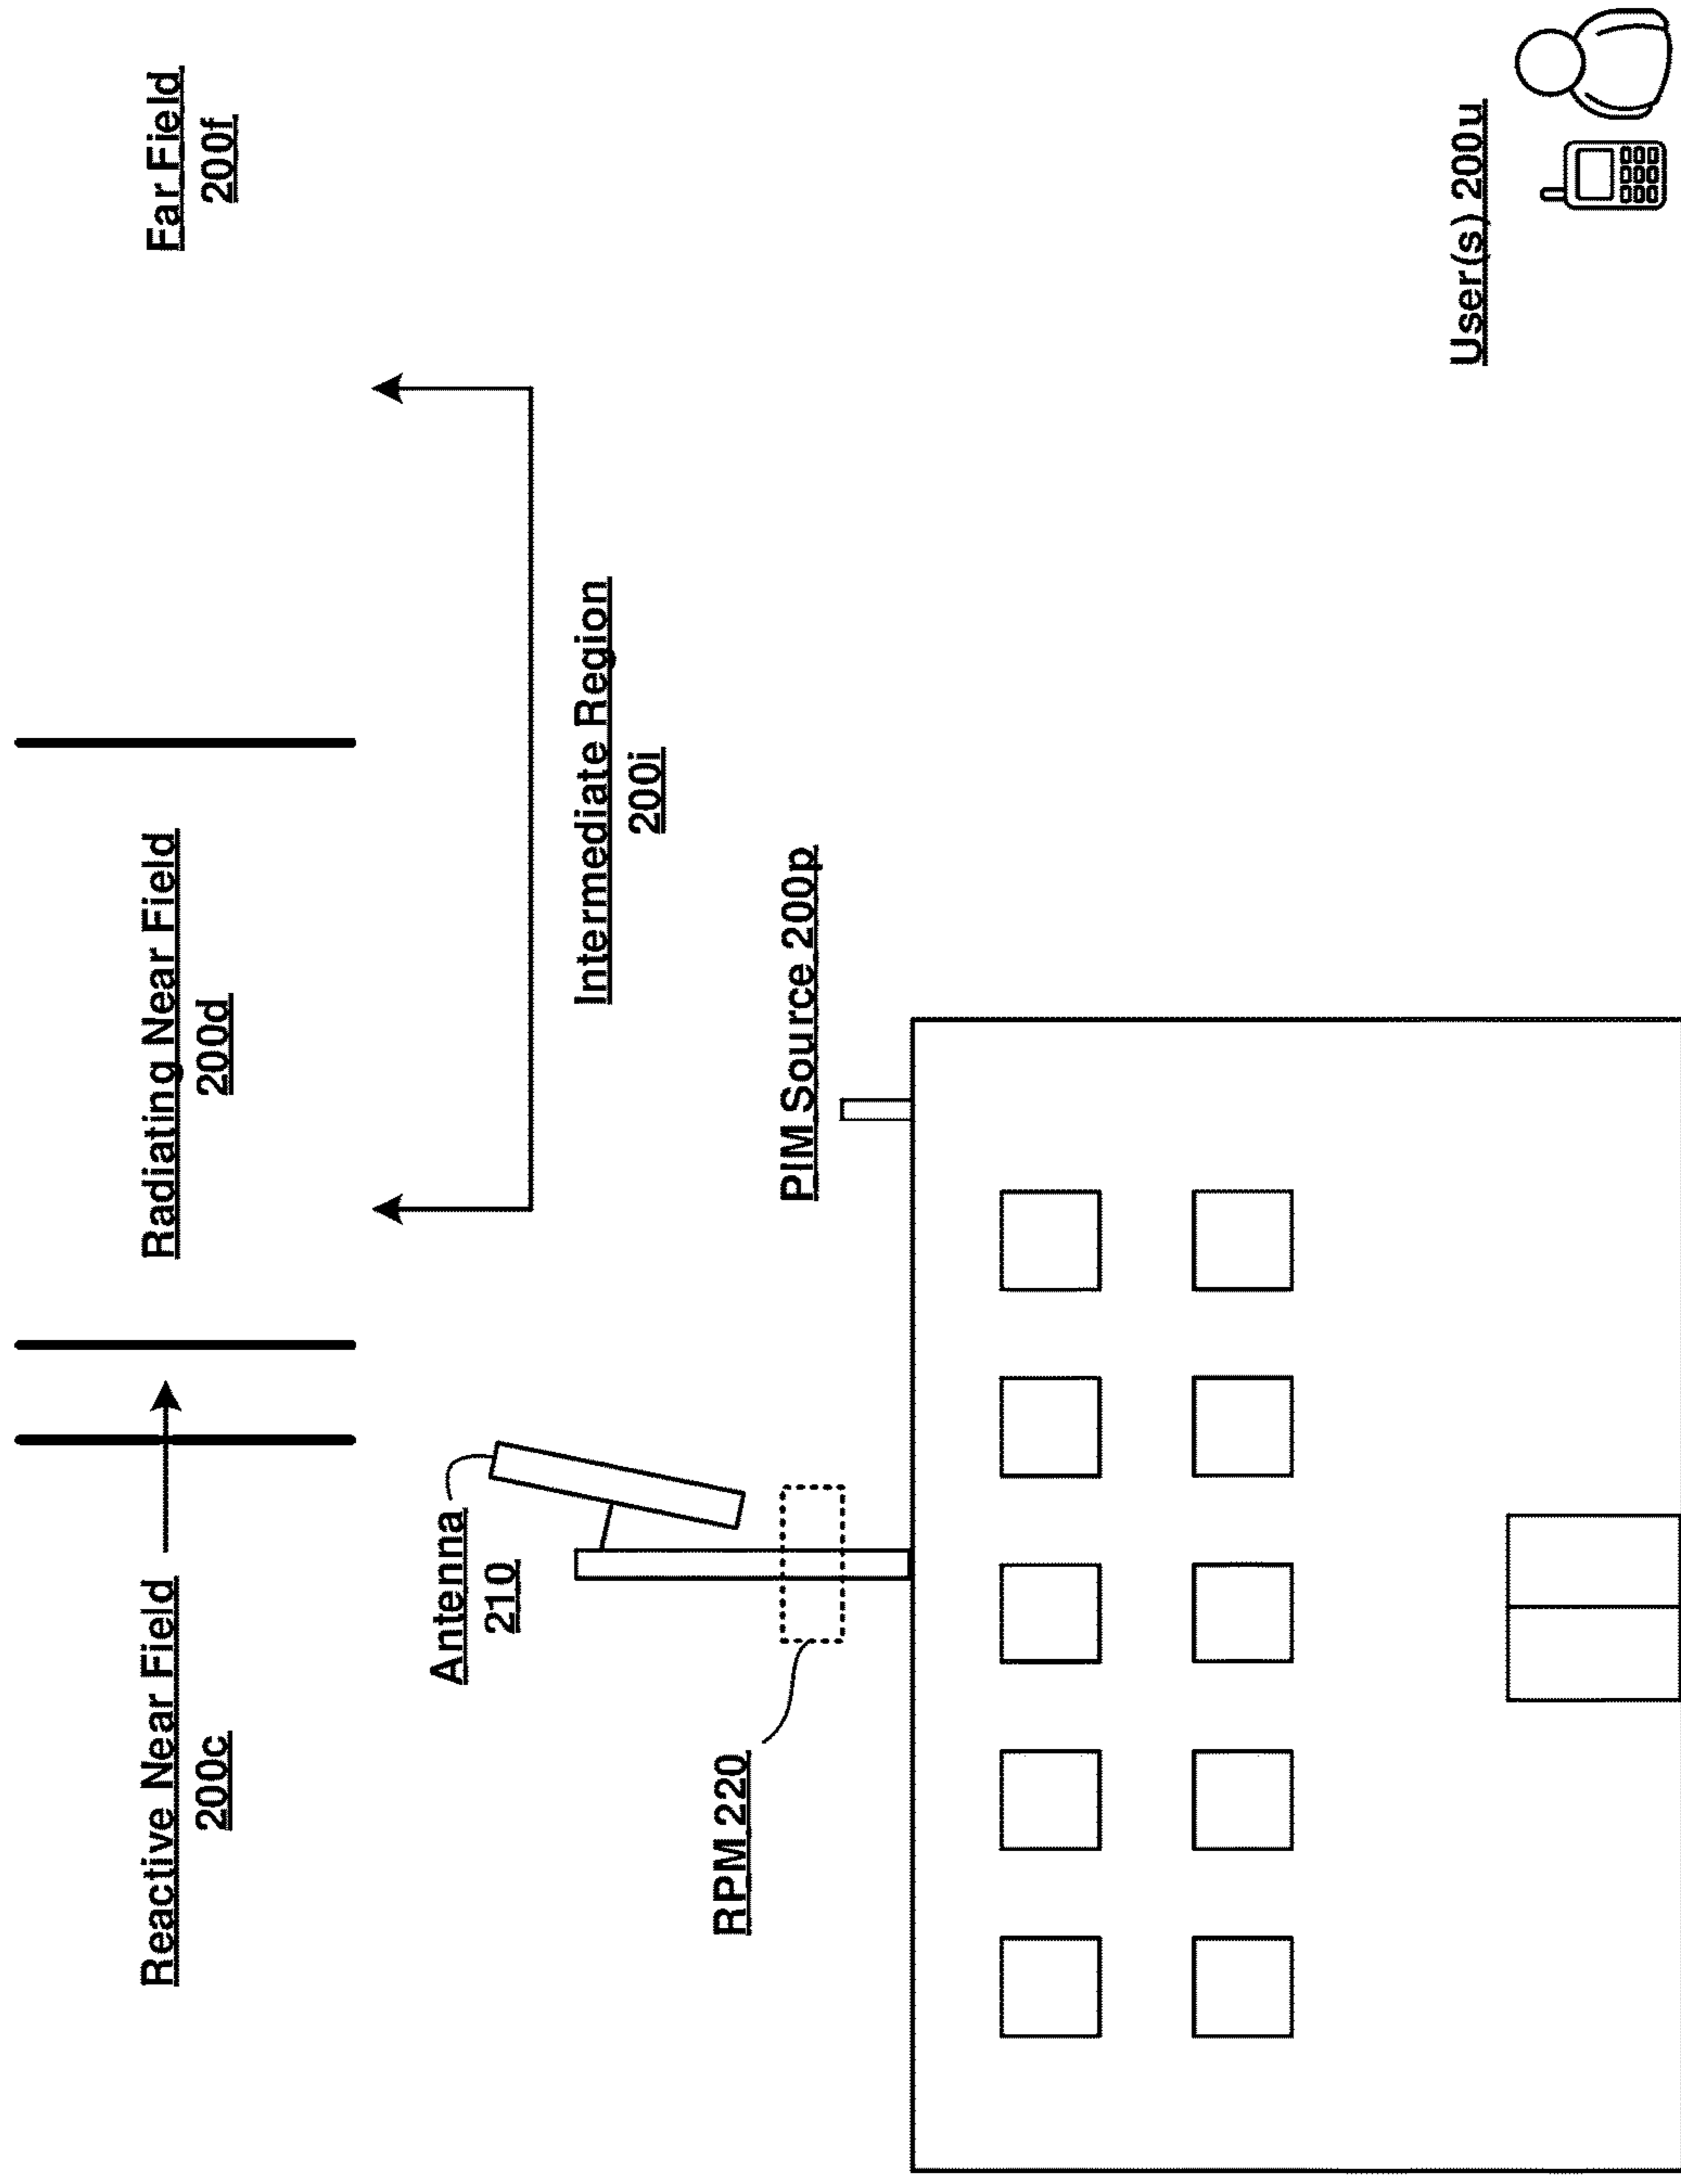 Reactive Near Field
200c
Radiating Near Field
200d
Far Field
200f
Antenna
210
Intermediate Region
200i
RPM 220
PIM Source 200p
User(s) 200u